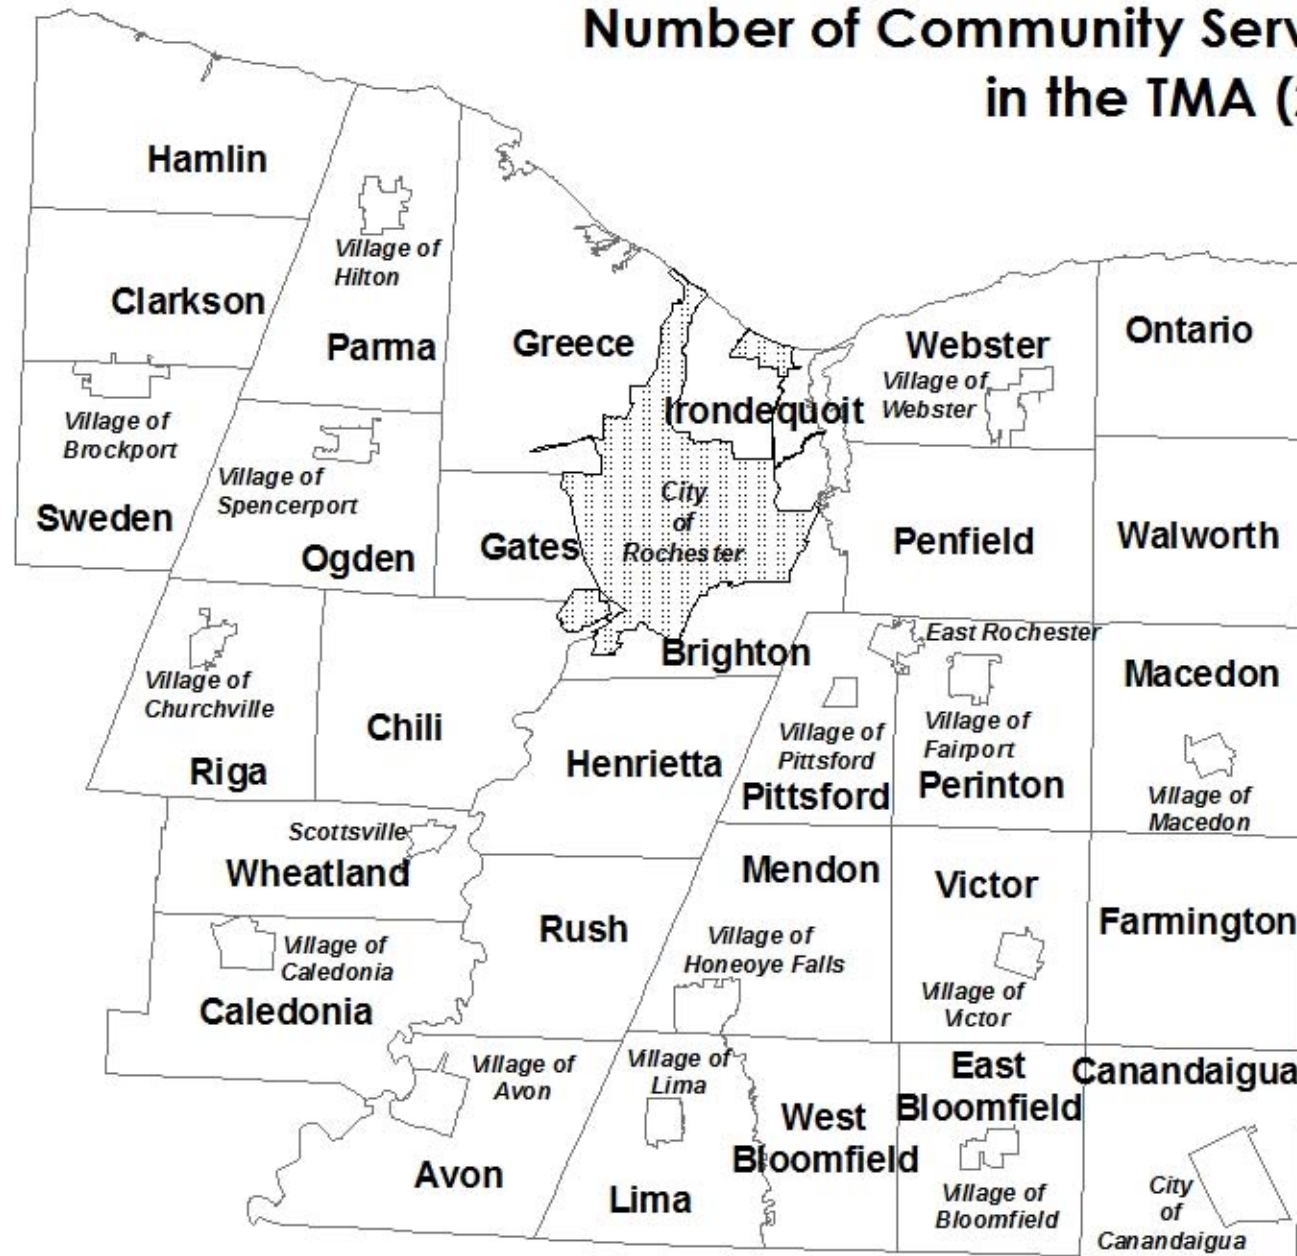 Number of Community Serv
in the TMA (
Hamlin
Village of
Hilton
Clarkson
Parma
Greece
Webster
Village of
Webster
Ontario
Village of
Brockport
Irondequoit
Village of
Spencerport
Sweden
Ogden
Gates
City
of
Rochester
Penfield
Walworth
East Rochester
Brighton
Macedon
Village of
Churchville
Riga
Chili
Henrietta
Village of
Pittsford
Pittsford
Village of
Fairport
Perinton
Village of
Macedon
Scottsville
Wheatland
Mendon
Victor
Farmington
Rush
Village of
Honeoye Falls
Village of
Caledonia
Caledonia
Village of
Victor
Village of
Avon
Village of
Lima
East
Bloomfield
Canandaigua
West
Bloomfield
Avon
Lima
Village of
Bloomfield
City
of
Canandaigua